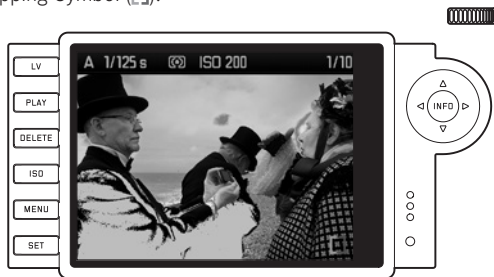 pping symbol ( ).
A 1/125 s ISO 200 1/10
LV
PLAY
DELETE
ISO
MENU
SET
INFO